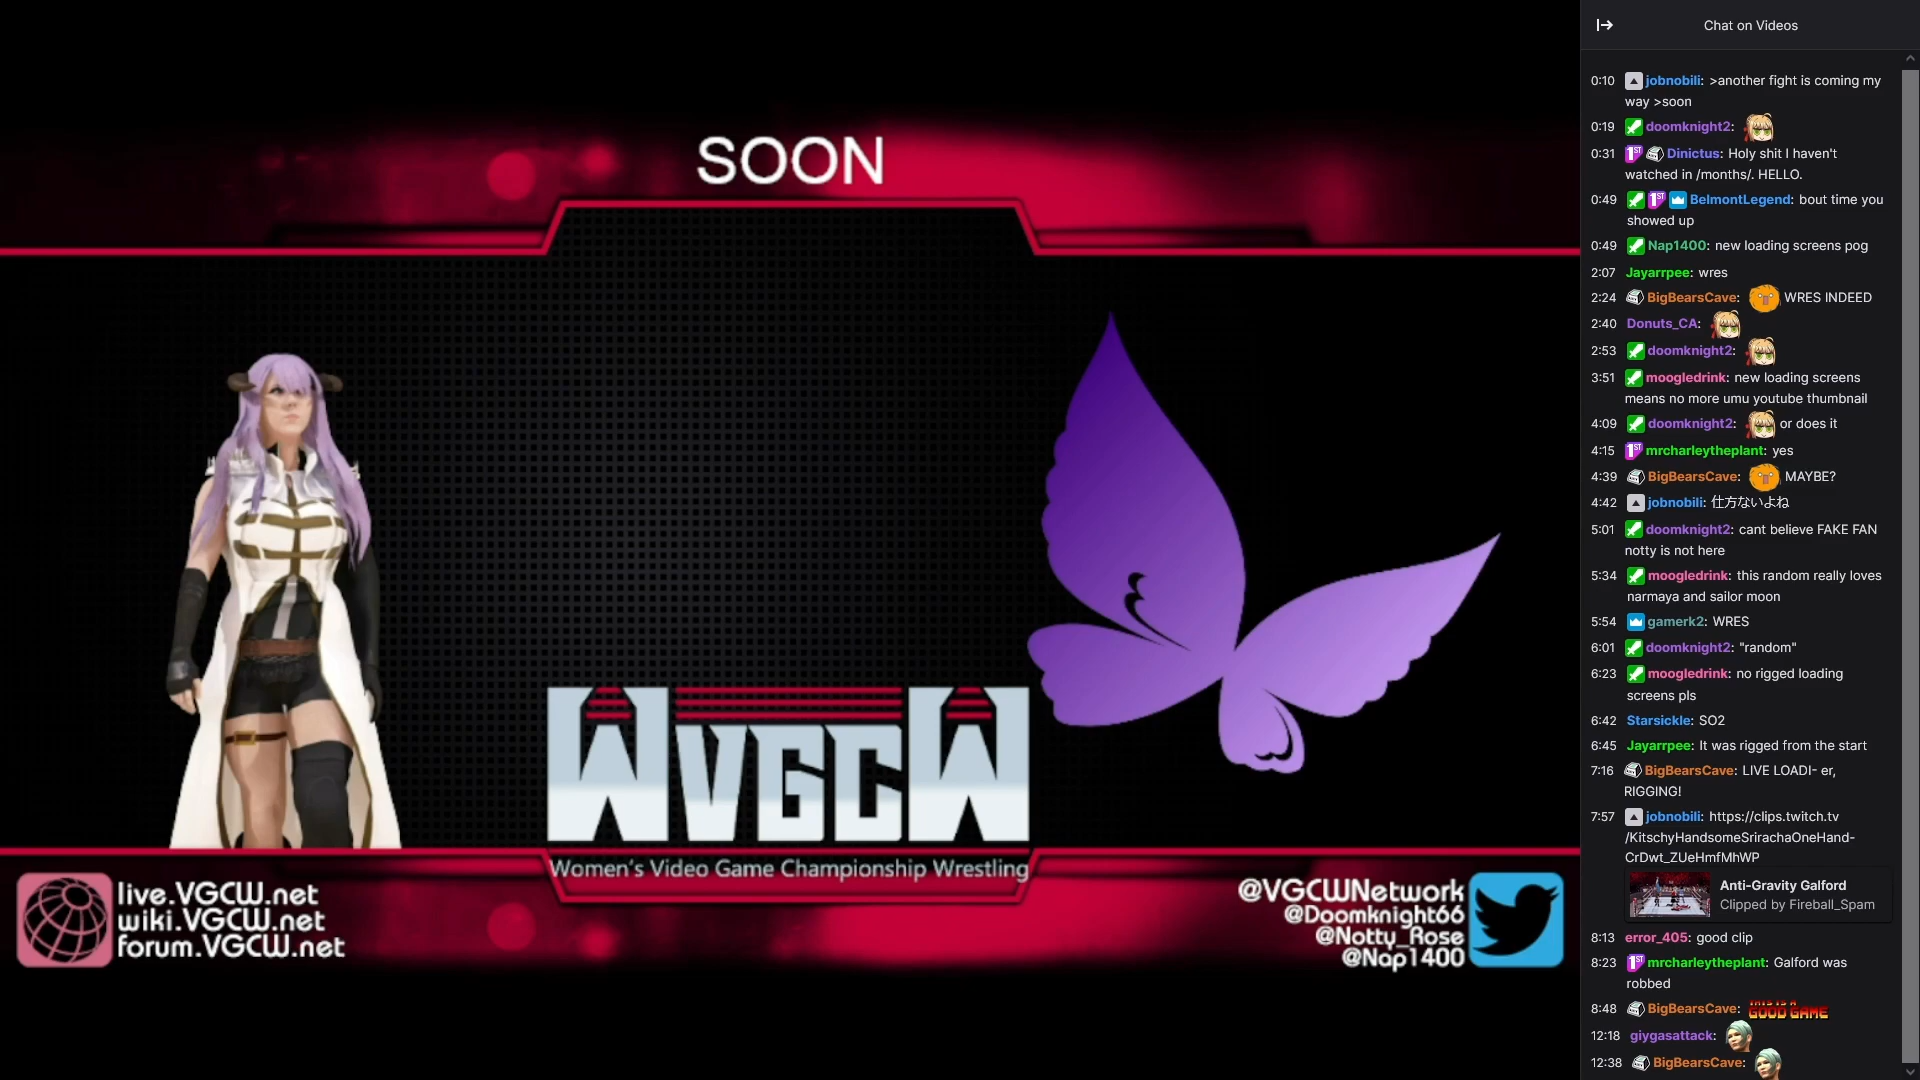 SOON
WVGCW
Women's Video Game Championship Wrestling
live.VGCW.net
wiki.VGCW.net
forum.VGCW.net
@VGCWNetwork
@Doomknight66
@Notty_Rose
@Nap1400
Chat on Videos
0:10 jobnobili: >another fight is coming my
way >soon
0:19 doomknight2:
0:31 1ST Dinictus: Holy shit I haven't
watched in /months/. HELLO.
0:49 1ST BelmontLegend: bout time you
showed up
0:49 Nap1400: new loading screens pog
2:07 Jayarrpee: wres
2:24 BigBearsCave: WRES INDEED
2:40 Donuts_CA:
2:53 doomknight2:
3:51 moogledrink: new loading screens
means no more umu youtube thumbnail
4:09 doomknight2: or does it
4:15 1ST mrcharleytheplant: yes
4:39 BigBearsCave: MAYBE?
4:42 jobnobili: 仕方ないよね
5:01 doomknight2: cant believe FAKE FAN
notty is not here
5:34 moogledrink: this random really loves
narmaya and sailor moon
5:54 gamerk2: WRES
6:01 doomknight2: "random"
6:23 moogledrink: no rigged loading
screens pls
6:42 Starsickle: SO2
6:45 Jayarrpee: It was rigged from the start
7:16 BigBearsCave: LIVE LOADI- er,
RIGGING!
7:57 jobnobili: https://clips.twitch.tv
/KitschyHandsomeSrirachaOneHand-
CrDwt_ZUeHmfMhWP
Anti-Gravity Galford
Clipped by Fireball_Spam
8:13 error_405: good clip
8:23 1ST mrcharleytheplant: Galford was
robbed
8:48 BigBearsCave: THIS IS A
GOOD GAME
12:18 giygasattack:
12:38 BigBearsCave: